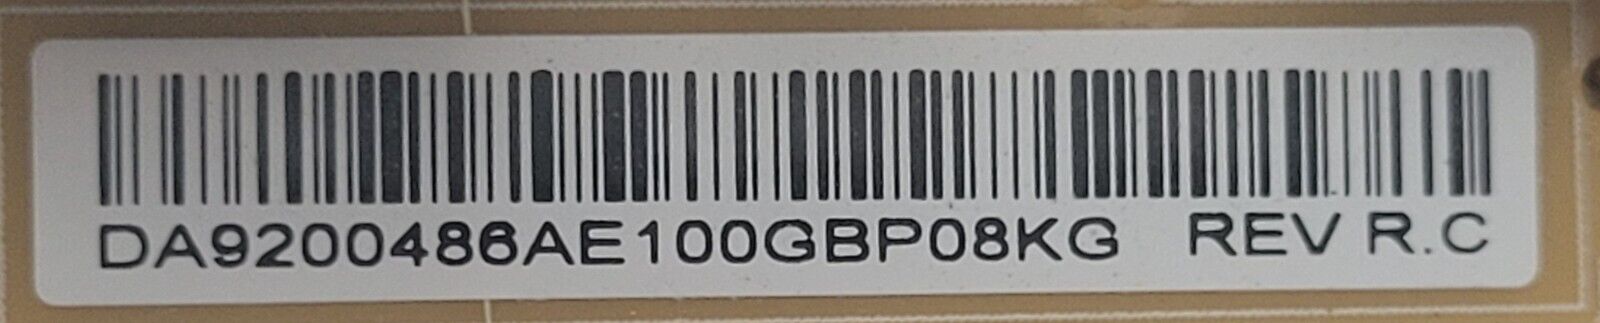 DA9200486AE100GBP08KG REV R.C